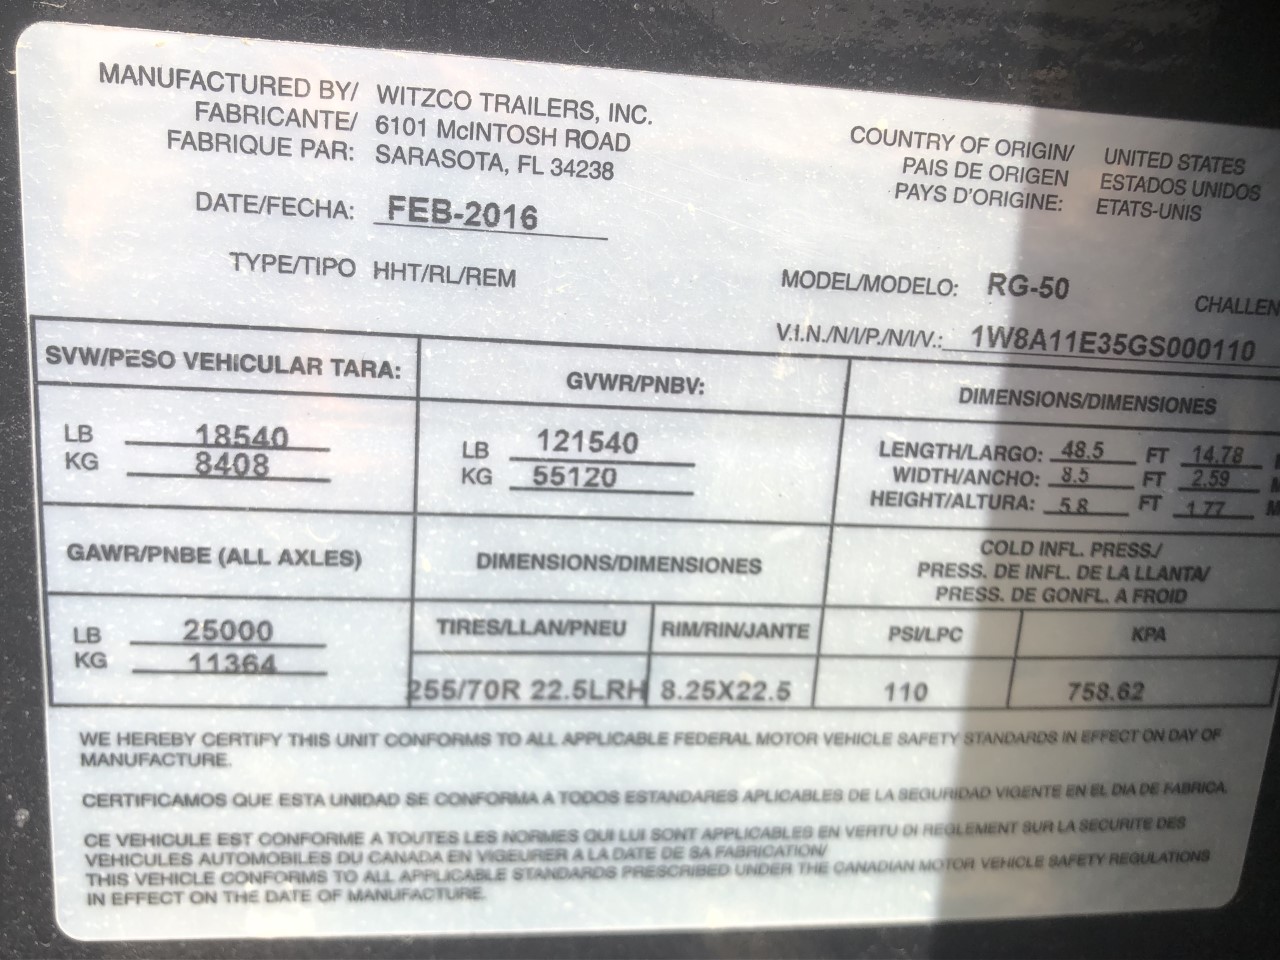 MANUFACTURED BY/ WITZCO TRAILERS, INC.
FABRICANTE/ 6101 McINTOSH ROAD
FABRIQUE PAR: SARASOTA, FL 34238
COUNTRY OF ORIGIN/ UNITED STATES
PAIS DE ORIGEN ESTADOS UNIDOS
PAYS D'ORIGINE: ETATS-UNIS
DATE/FECHA: FEB-2016
TYPE/TIPO HHT/RL/REM
MODEL/MODELO: RG-50
CHALLEN
V.I.N./N/I/P./N/I/V.: 1W8A11E35GS000110
SVW/PESO VEHICULAR TARA:
LB 18540
KG 8408
GVWR/PNBV:
LB 121540
KG 55120
DIMENSIONS/DIMENSIONES
LENGTH/LARGO: 48.5 FT 14.78
WIDTH/ANCHO: 8.5 FT 2.59
HEIGHT/ALTURA: 5.8 FT 1.77
GAWR/PNBE (ALL AXLES)
LB 25000
KG 11364
DIMENSIONS/DIMENSIONES
TIRES/LLAN/PNEU RIM/RIN/JANTE
255/70R 22.5LRH 8.25X22.5
COLD INFL. PRESS./
PRESS. DE INFL. DE LA LLANTA/
PRESS. DE GONFL. A FROID
PSI/LPC KPA
110 758.62
WE HEREBY CERTIFY THIS UNIT CONFORMS TO ALL APPLICABLE FEDERAL MOTOR VEHICLE SAFETY STANDARDS IN EFFECT ON DAY OF
MANUFACTURE.
CERTIFICAMOS QUE ESTA UNIDAD SE CONFORMA A TODOS ESTANDARES APLICABLES DE LA SEGURIDAD VIGENTE EN EL DIA DE FABRICA.
CE VEHICULE EST CONFORME A TOUTES LES NORMES QUI LUI SONT APPLICABLES EN VERTU DI REGLEMENT SUR LA SECURITE DES
VEHICULES AUTOMOBILES DU CANADA EN VIGEURER A LA DATE DE SA FABRICATION/
THIS VEHICLE CONFORMS TO ALL APPLICABLE STANDARDS PRESCRIBED UNDER THE CANADIAN MOTOR VEHICLE SAFETY REGULATIONS
IN EFFECT ON THE DATE OF MANUFACTURE.